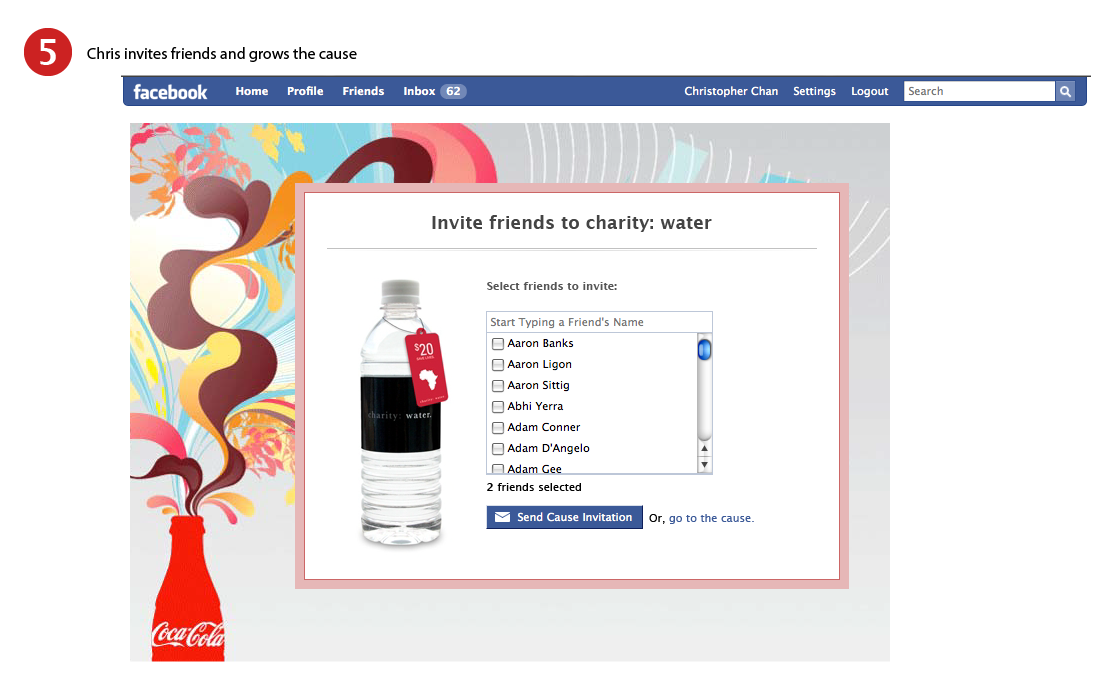 5
Chris invites friends and grows the cause
facebook Home Profile Friends Inbox 62 Christopher Chan Settings Logout Search
Invite friends to charity: water
Select friends to invite:
Start Typing a Friend's Name
Aaron Banks
Aaron Ligon
Aaron Sittig
Abhi Yerra
Adam Conner
Adam D'Angelo
Adam Gee
2 friends selected
Send Cause Invitation Or, go to the cause.
$20
charity: water.
Coca-Cola